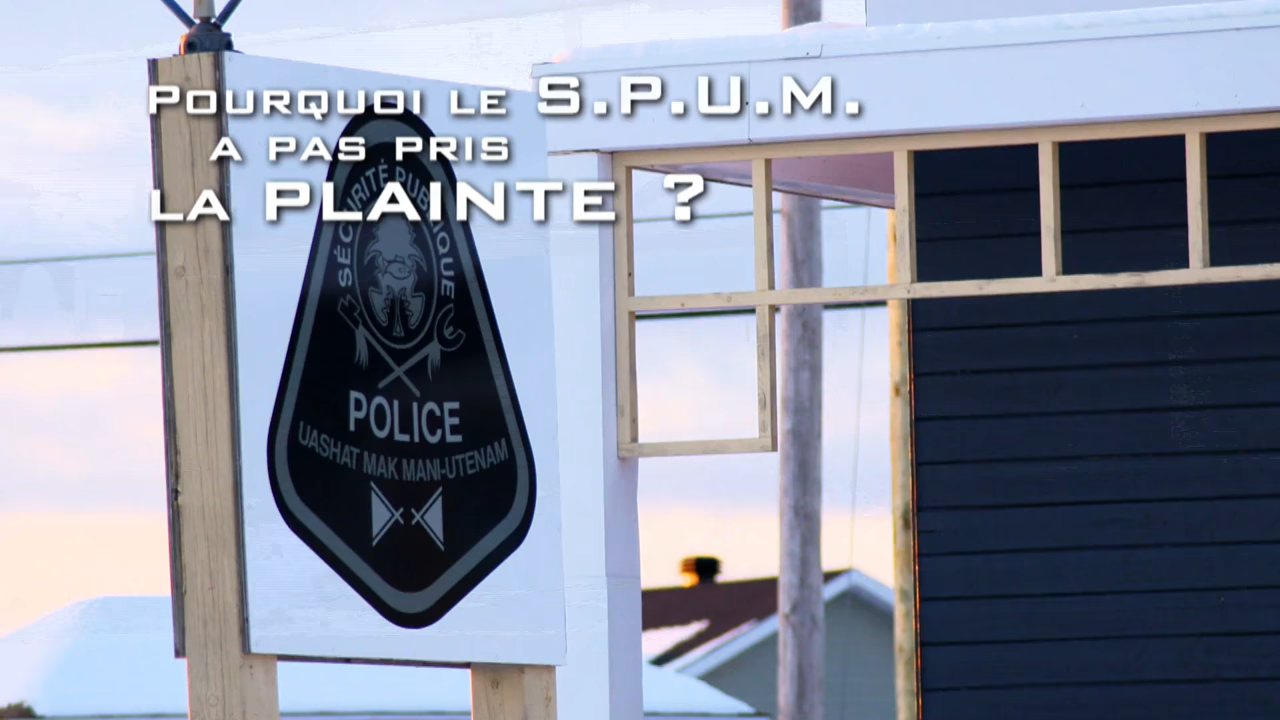 POURQUOI LE S.P.U.M.
A PAS PRIS
LA PLAINTE ?
SÉCURITÉ PUBLIQUE
POLICE
UASHAT MAK MANI-UTENAM